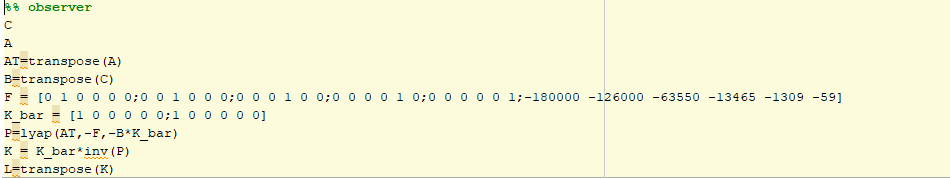 %% observer
C
A
AT=transpose(A)
B=transpose(C)
F = [0 1 0 0 0 0;0 0 1 0 0 0;0 0 0 1 0 0;0 0 0 0 1 0;0 0 0 0 0 1;-180000 -126000 -63550 -13465 -1309 -59]
K_bar = [1 0 0 0 0 0;1 0 0 0 0 0]
P=lyap(AT,-F,-B*K_bar)
K = K_bar*inv(P)
L=transpose(K)